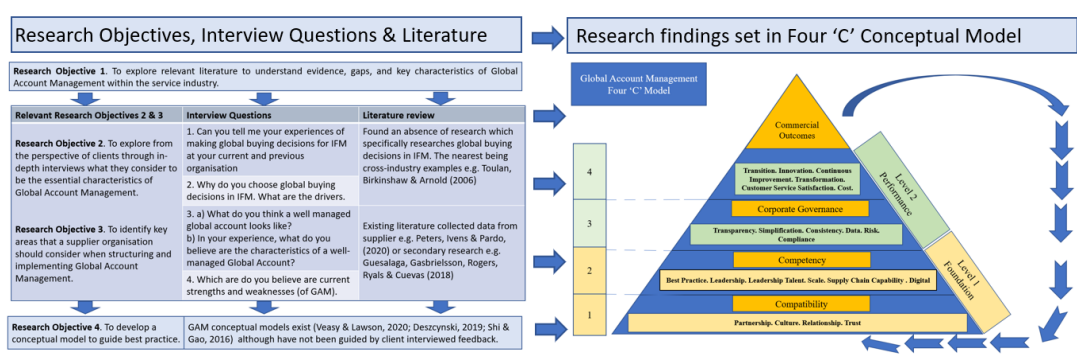 Research Objectives, Interview Questions & Literature
Research Objective 1. To explore relevant literature to understand evidence, gaps, and key characteristics of Global
Account Management within the service industry.
Relevant Research Objectives 2 & 3
Interview Questions
Literature review
Research Objective 2. To explore from
the perspective of clients through in-
depth interviews what they consider to
be the essential characteristics of
Global Account Management.
Research Objective 3. To identify key
areas that a supplier organisation
should consider when structuring and
implementing Global Account
Management.
1. Can you tell me your experiences of
making global buying decisions for IFM
at your current and previous
organisation
2. Why do you choose global buying
decisions in IFM. What are the drivers.
3. a) What do you think a well managed
global account looks like?
b) In your experience, what do you
believe are the characteristics of a well-
managed Global Account?
4. Which are do you believe are current
strengths and weaknesses (of GAM).
Found an absence of research which
specifically researches global buying
decisions in IFM. The nearest being
cross-industry examples e.g. Toulan,
Birkinshaw & Arnold (2006)
Existing literature collected data from
supplier e.g. Peters, Ivens & Pardo,
(2020) or secondary research e.g.
Guesalaga, Gasbrielsson, Rogers,
Ryals & Cuevas (2018)
Research Objective 4. To develop a
conceptual model to guide best practice.
GAM conceptual models exist (Veasy & Lawson, 2020; Deszcynski, 2019; Shi &
Gao, 2016) although have not been guided by client interviewed feedback.
Research findings set in Four ‘C’ Conceptual Model
Global Account Management
Four ‘C’ Model
Commercial
Outcomes
4
Transition. Innovation. Continuous
Improvement. Transformation.
Customer Service Satisfaction. Cost.
Corporate Governance
3
Transparency. Simplification. Consistency. Data. Risk.
Compliance
Competency
2
Best Practice. Leadership. Leadership Talent. Scale. Supply Chain Capability . Digital
Compatibility
1
Partnership. Culture. Relationship. Trust
Level 2
Performance
Level 1
Foundation